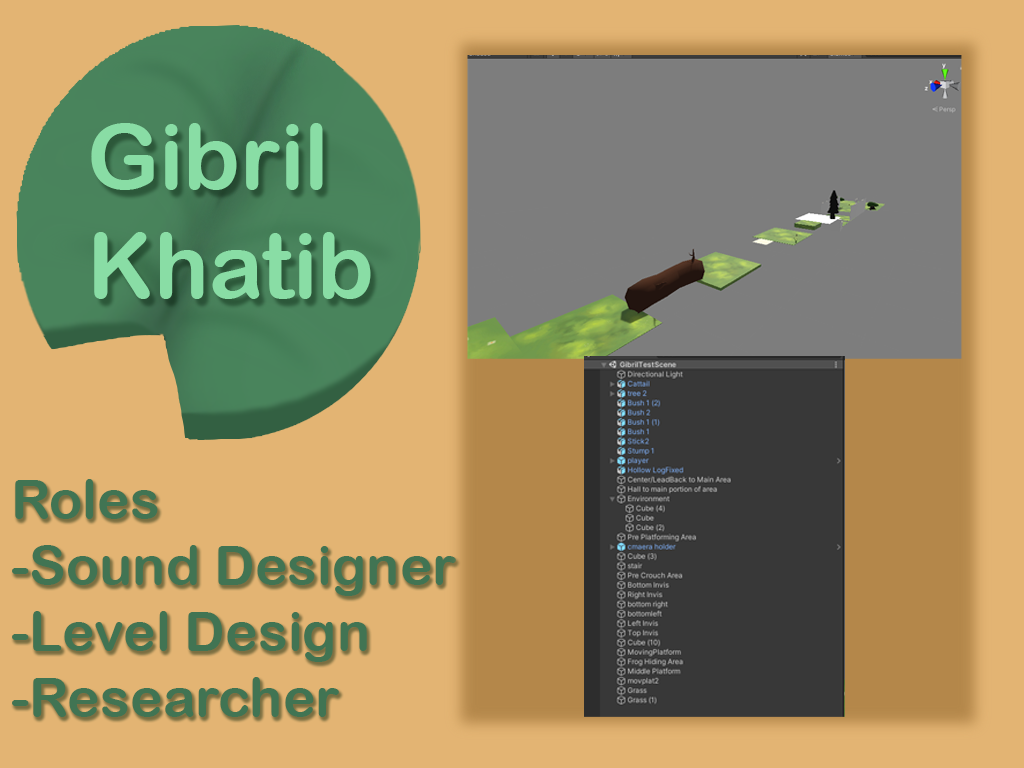 Gibril
Khatib
Roles
-Sound Designer
-Level Design
-Researcher
y
z
Persp
GibrilTestScene
Directional Light
Cattail
tree 2
Bush 1 (2)
Bush 2
Bush 1 (1)
Bush 1
Stick2
Stump 1
player
Hollow LogFixed
Center/LeadBack to Main Area
Hall to main portion of area
Environment
Cube (4)
Cube
Cube (2)
Pre Platforming Area
cmaera holder
Cube (3)
stair
Pre Crouch Area
Bottom Invis
Right Invis
bottom right
bottomleft
Left Invis
Top Invis
Cube (10)
MovingPlatform
Frog Hiding Area
Middle Platform
movplat2
Grass
Grass (1)